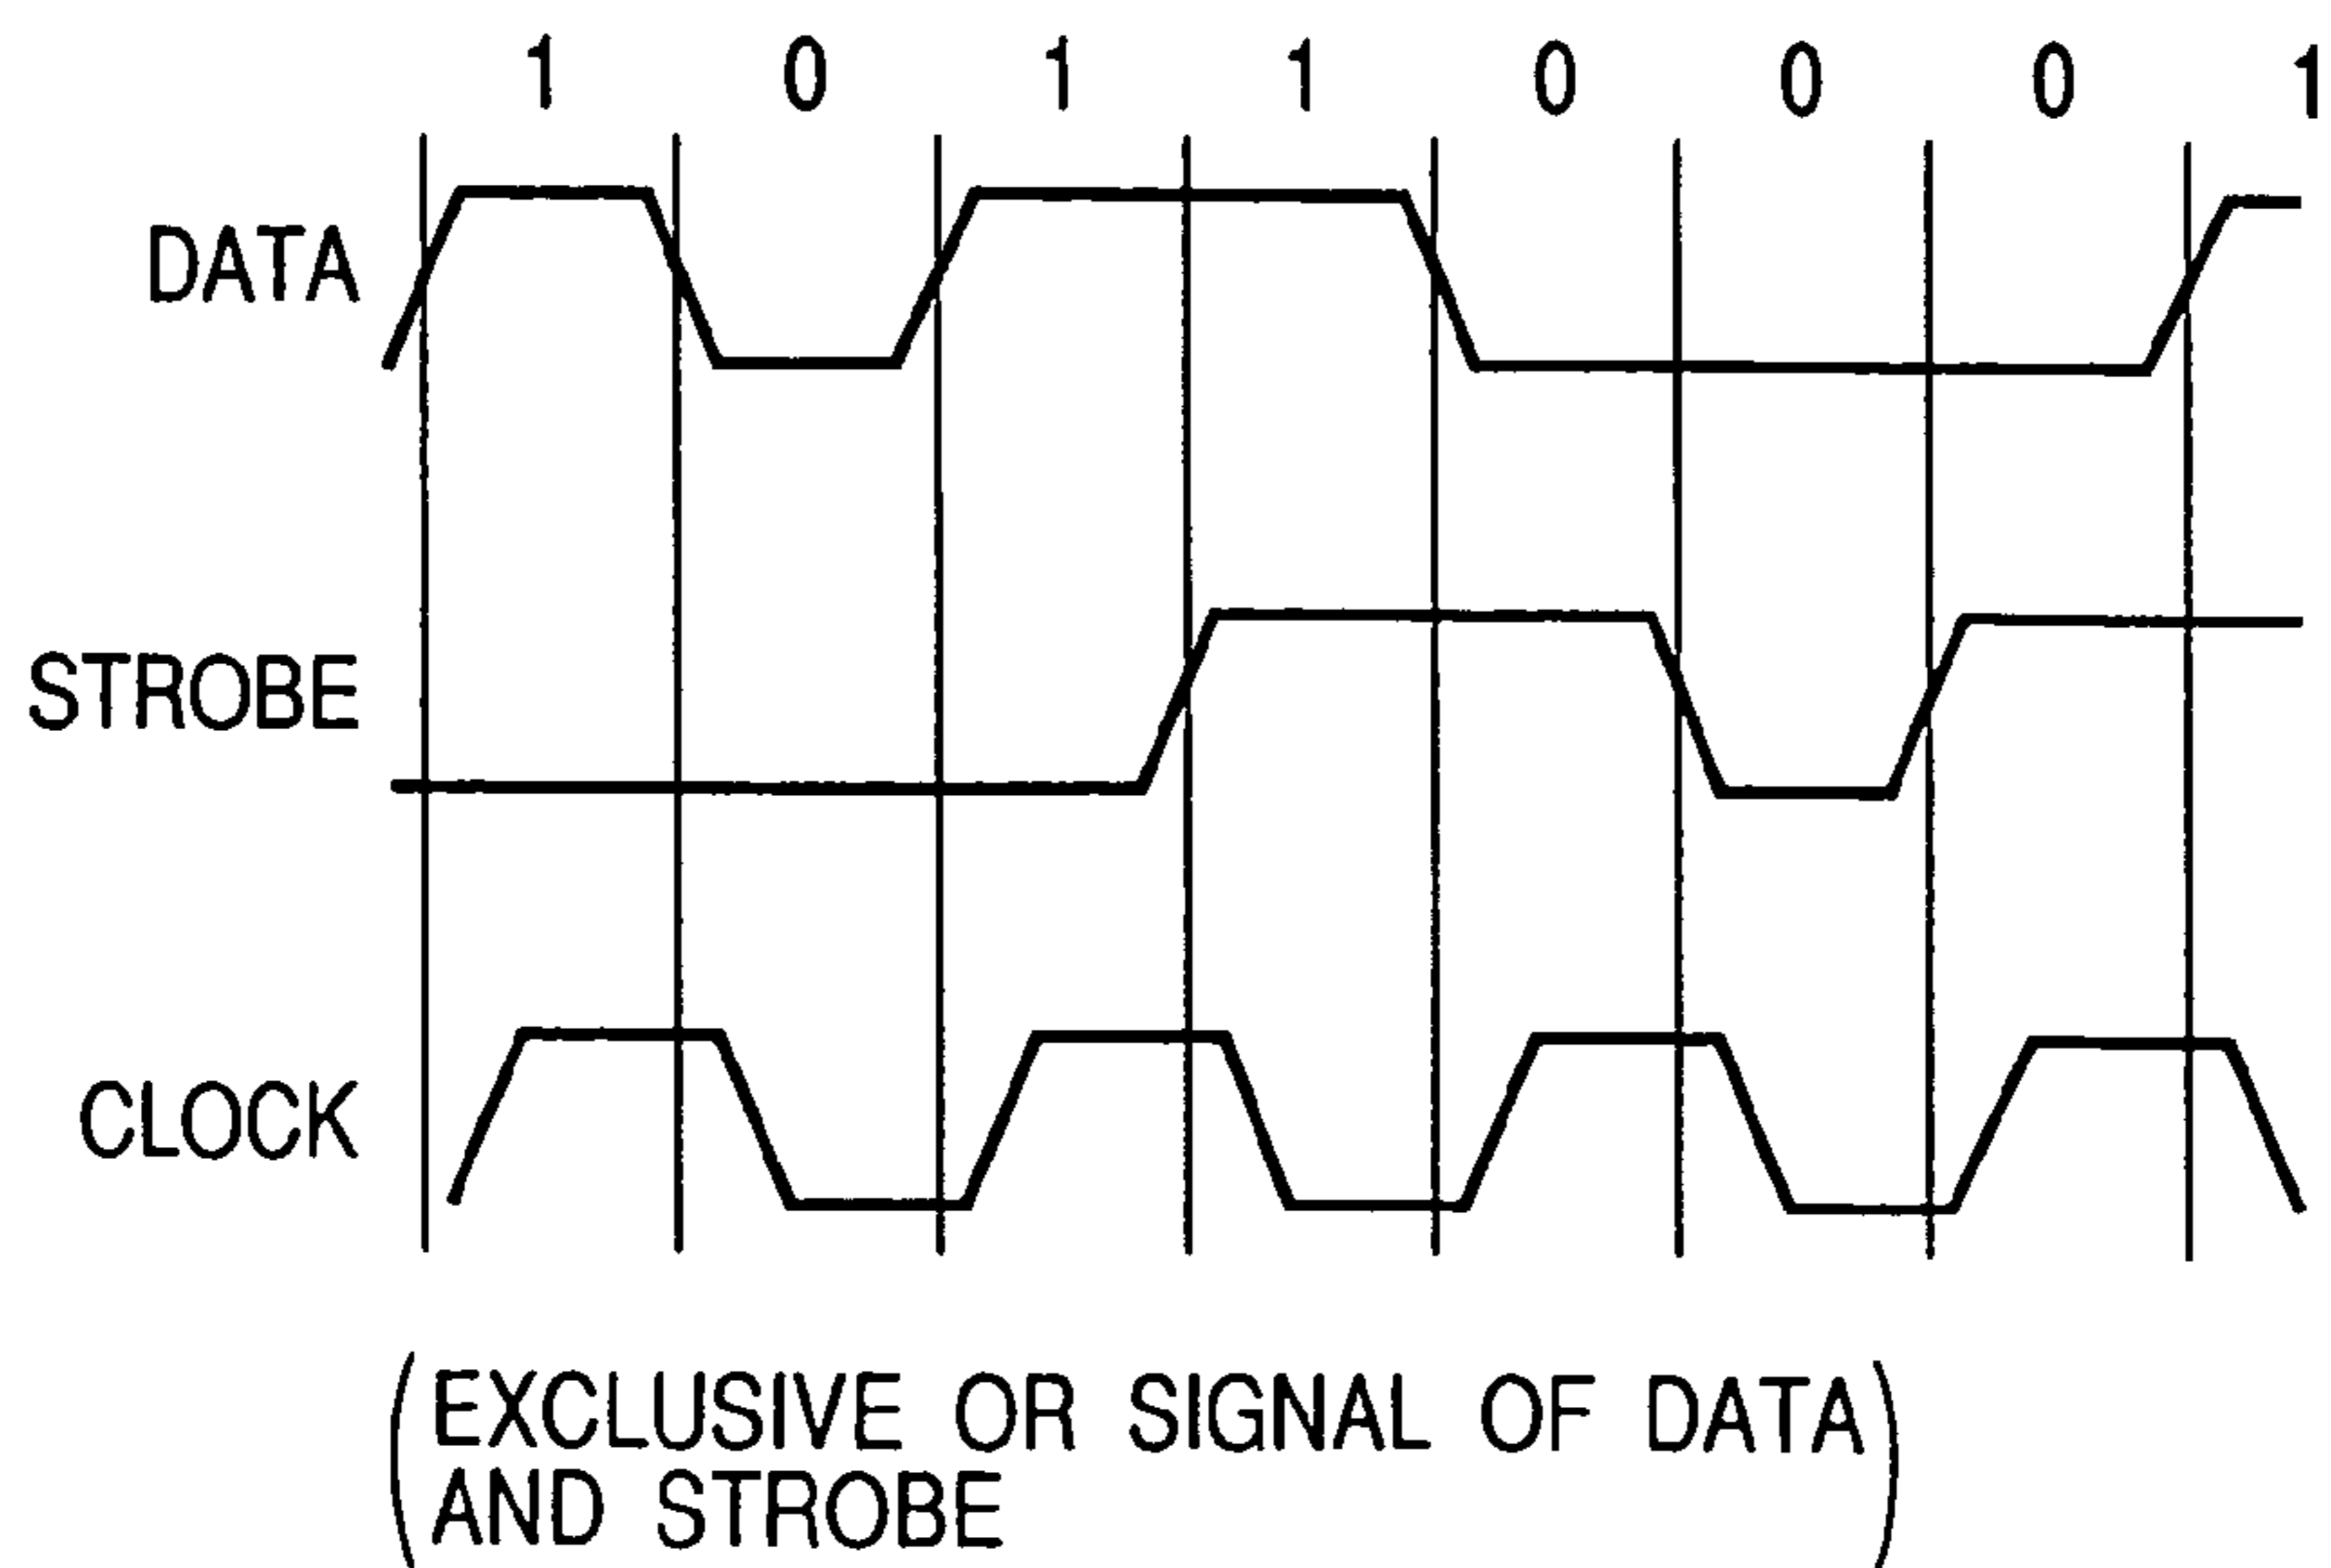 1 0 1 1 0 0 0 1
DATA
STROBE
CLOCK
(EXCLUSIVE OR SIGNAL OF DATA
AND STROBE)